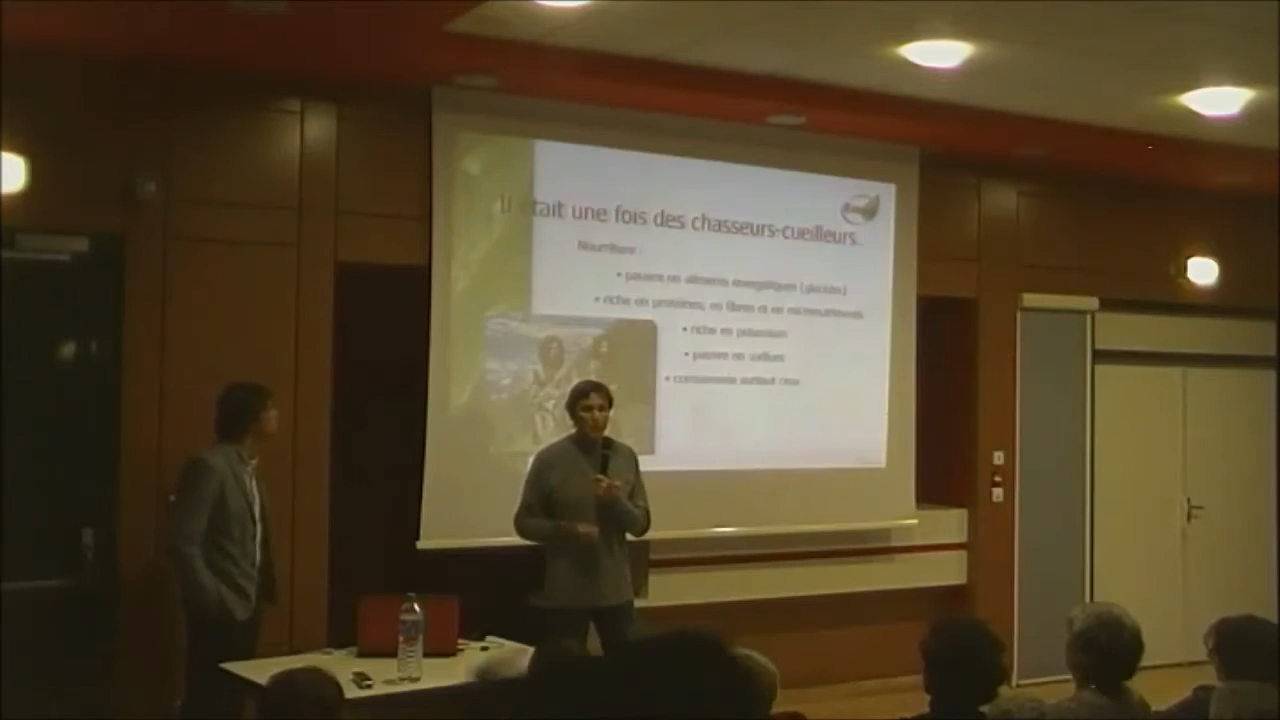 Il était une fois des chasseurs-cueilleurs..
Nourriture :
• pauvre en aliments énergétiques (glucides)
• riche en protéines, en fibres et en micronutriments
• riche en potassium
• pauvre en sodium
• consommée surtout crue